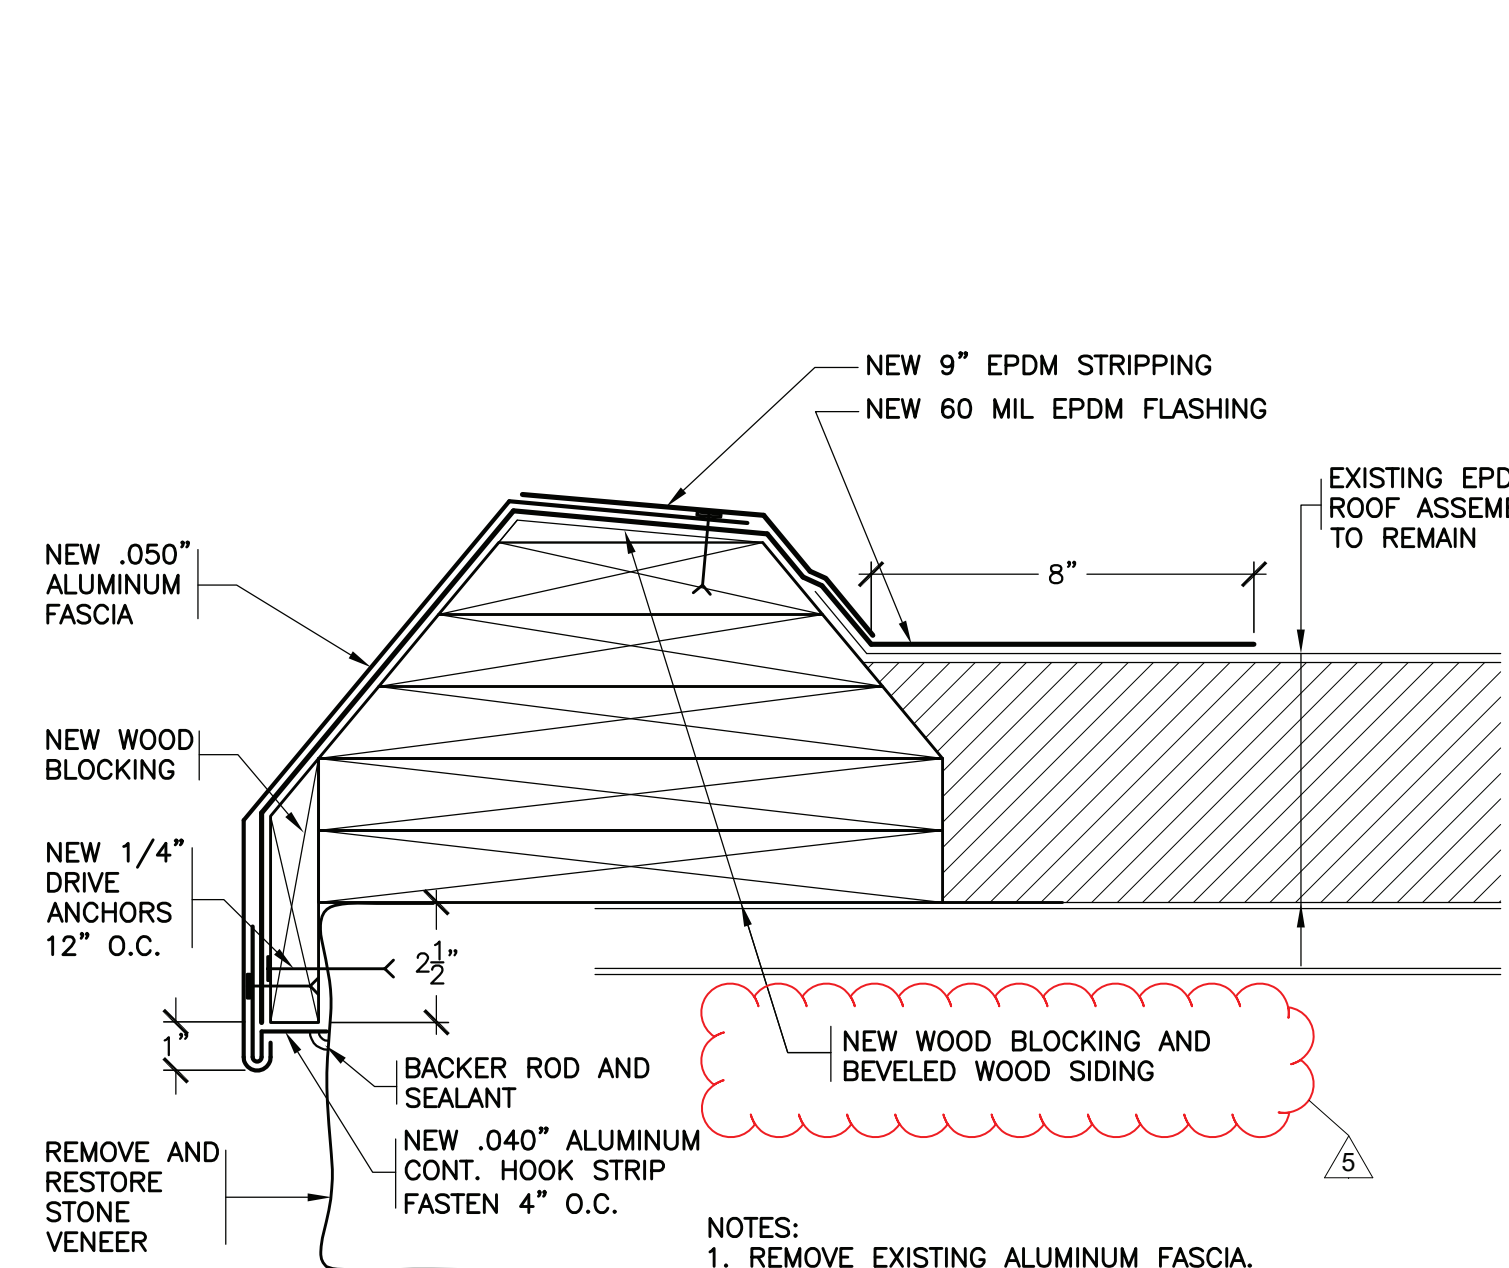 NEW 9" EPDM STRIPPING
NEW 60 MIL EPDM FLASHING
EXISTING EPD
ROOF ASSEME
TO REMAIN
8"
NEW .050"
ALUMINUM
FASCIA
NEW WOOD
BLOCKING
NEW 1/4"
DRIVE
ANCHORS
12" O.C.
2 1/2"
1"
NEW WOOD BLOCKING AND
BEVELED WOOD SIDING
BACKER ROD AND
SEALANT
NEW .040" ALUMINUM
CONT. HOOK STRIP
FASTEN 4" O.C.
REMOVE AND
RESTORE
STONE
VENEER
5
NOTES:
1. REMOVE EXISTING ALUMINUM FASCIA.